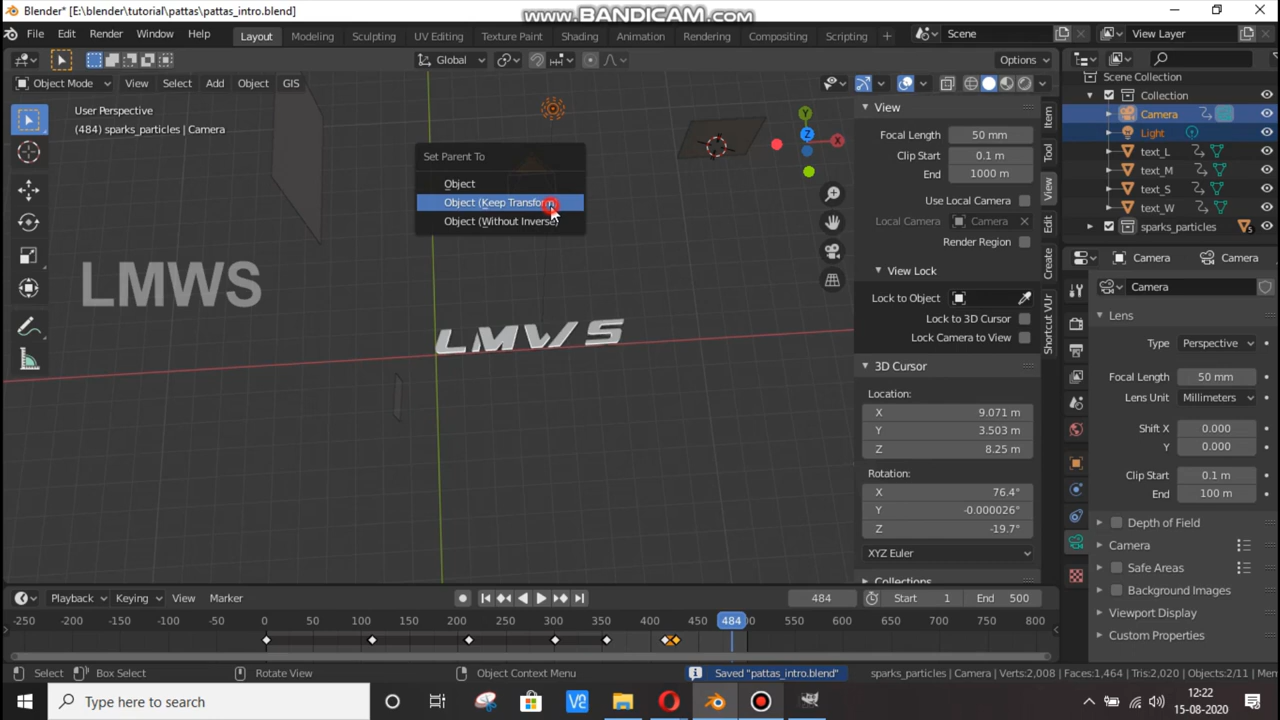 Blender* [E:\blender\tutorial\pattas\pattas_intro.blend]
www.BANDICAM.com
File Edit Render Window Help
Layout Modeling Sculpting UV Editing Texture Paint Shading Animation Rendering Compositing Scripting +
Scene
View Layer
Global
Options
Object Mode View Select Add Object GIS
User Perspective
(484) sparks_particles | Camera
Set Parent To
Object
Object (Keep Transform)
Object (Without Inverse)
LMWS
LMWS
Y
Z
X
View
Focal Length 50 mm
Clip Start 0.1 m
End 1000 m
Use Local Camera
Local Camera Camera
Render Region
View Lock
Lock to Object
Lock to 3D Cursor
Lock Camera to View
3D Cursor
Location:
X 9.071 m
Y 3.503 m
Z 8.25 m
Rotation:
X 76.4°
Y -0.000026°
Z -19.7°
XYZ Euler
Collections
Item
Tool
View
Edit
Create
Shortcut VUr
Scene Collection
Collection
Camera
Light
text_L
text_M
text_S
text_W
sparks_particles 5
Camera Camera
Camera
Lens
Type Perspective
Focal Length 50 mm
Lens Unit Millimeters
Shift X 0.000
Y 0.000
Clip Start 0.1 m
End 100 m
Depth of Field
Camera
Safe Areas
Background Images
Viewport Display
Custom Properties
Playback Keying View Marker
484 Start 1 End 500
-250 -200 -150 -100 -50 0 50 100 150 200 250 300 350 400 450 484 550 600 650 700 750 800
Select Box Select Rotate View Object Context Menu Saved "pattas_intro.blend" sparks_particles | Camera | Verts:2,008 | Faces:1,464 | Tris:2,020 | Objects:2/11 | Mem
Type here to search
12:22
15-08-2020